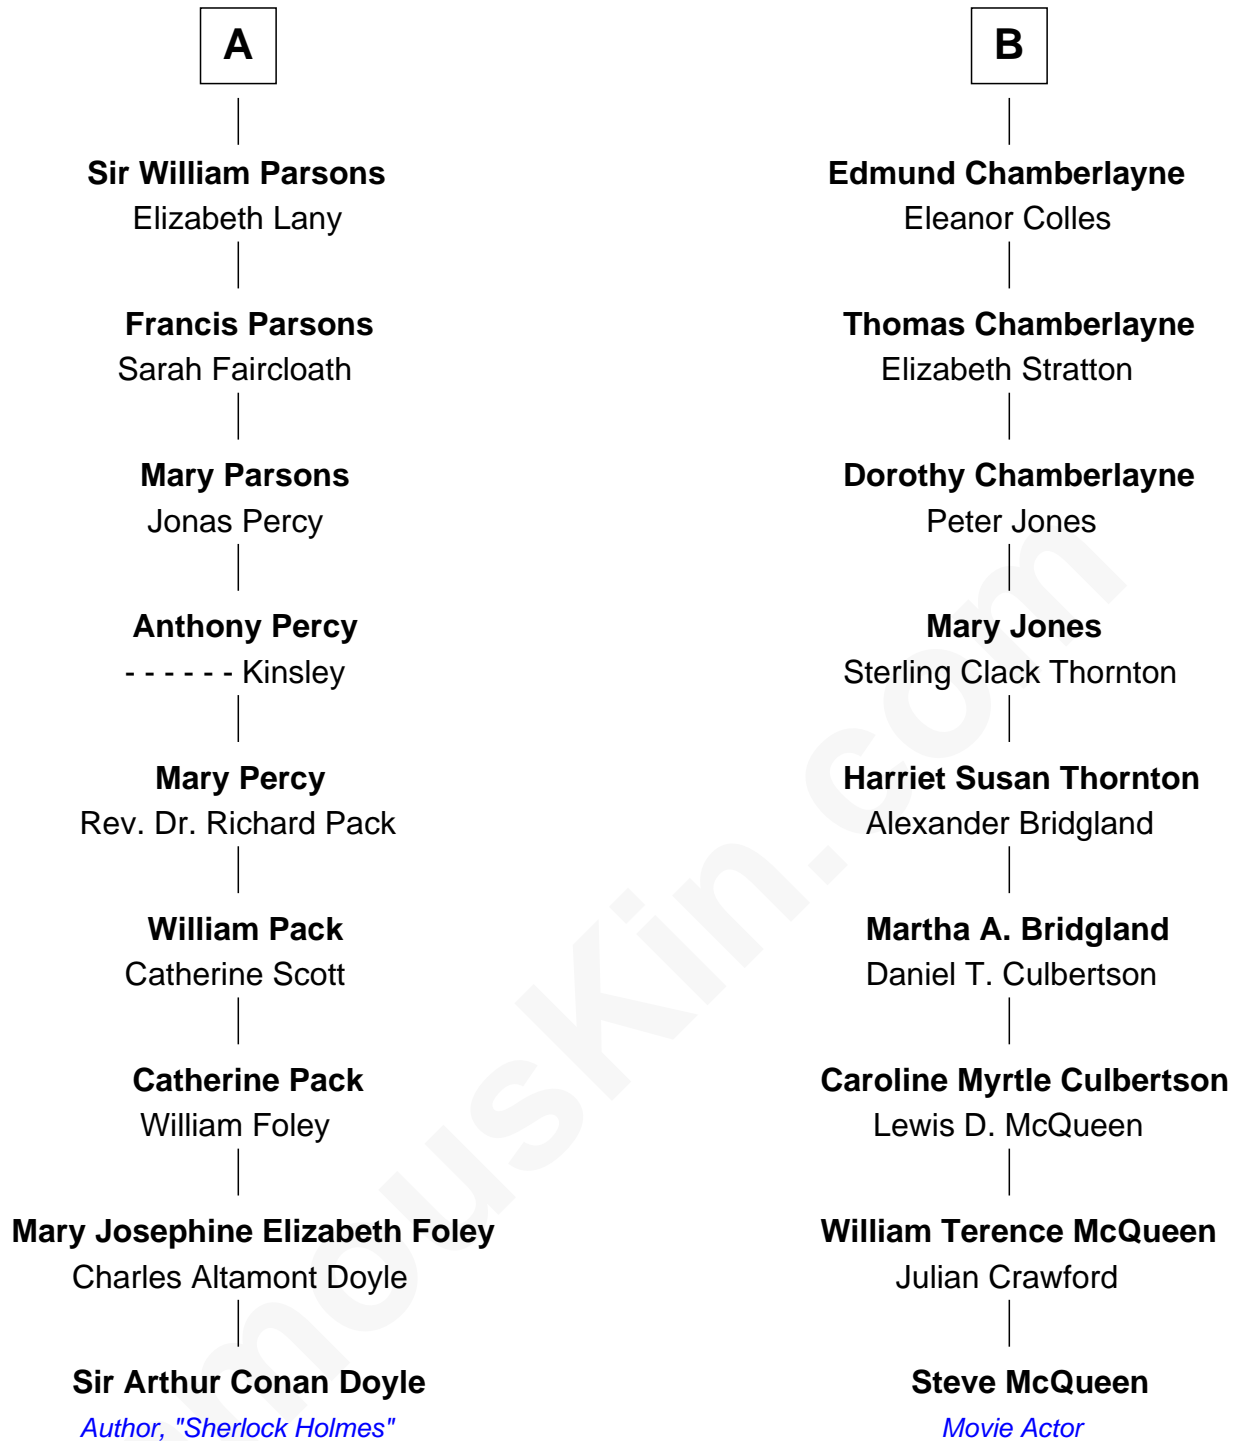 A
Sir William Parsons
Elizabeth Lany
Francis Parsons
Sarah Faircloath
Mary Parsons
Jonas Percy
Anthony Percy
- - - - - - Kinsley
Mary Percy
Rev. Dr. Richard Pack
William Pack
Catherine Scott
Catherine Pack
William Foley
Mary Josephine Elizabeth Foley
Charles Altamont Doyle
Sir Arthur Conan Doyle
Author, "Sherlock Holmes"
B
Edmund Chamberlayne
Eleanor Colles
Thomas Chamberlayne
Elizabeth Stratton
Dorothy Chamberlayne
Peter Jones
Mary Jones
Sterling Clack Thornton
Harriet Susan Thornton
Alexander Bridgland
Martha A. Bridgland
Daniel T. Culbertson
Caroline Myrtle Culbertson
Lewis D. McQueen
William Terence McQueen
Julian Crawford
Steve McQueen
Movie Actor
mousKin.com